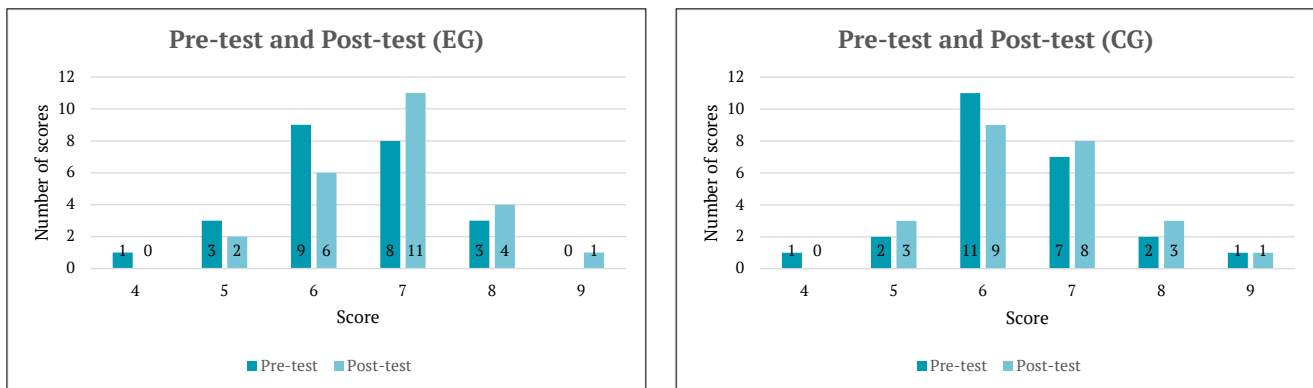 Pre-test and Post-test (EG)
12
10
8
6
4
2
0
Number of scores
1 0 3 2 9 6 8 11 3 4 0 1
4 5 6 7 8 9
Score
Pre-test Post-test
Pre-test and Post-test (CG)
12
10
8
6
4
2
0
Number of scores
1 0 2 3 11 9 7 8 2 3 1 1
4 5 6 7 8 9
Score
Pre-test Post-test